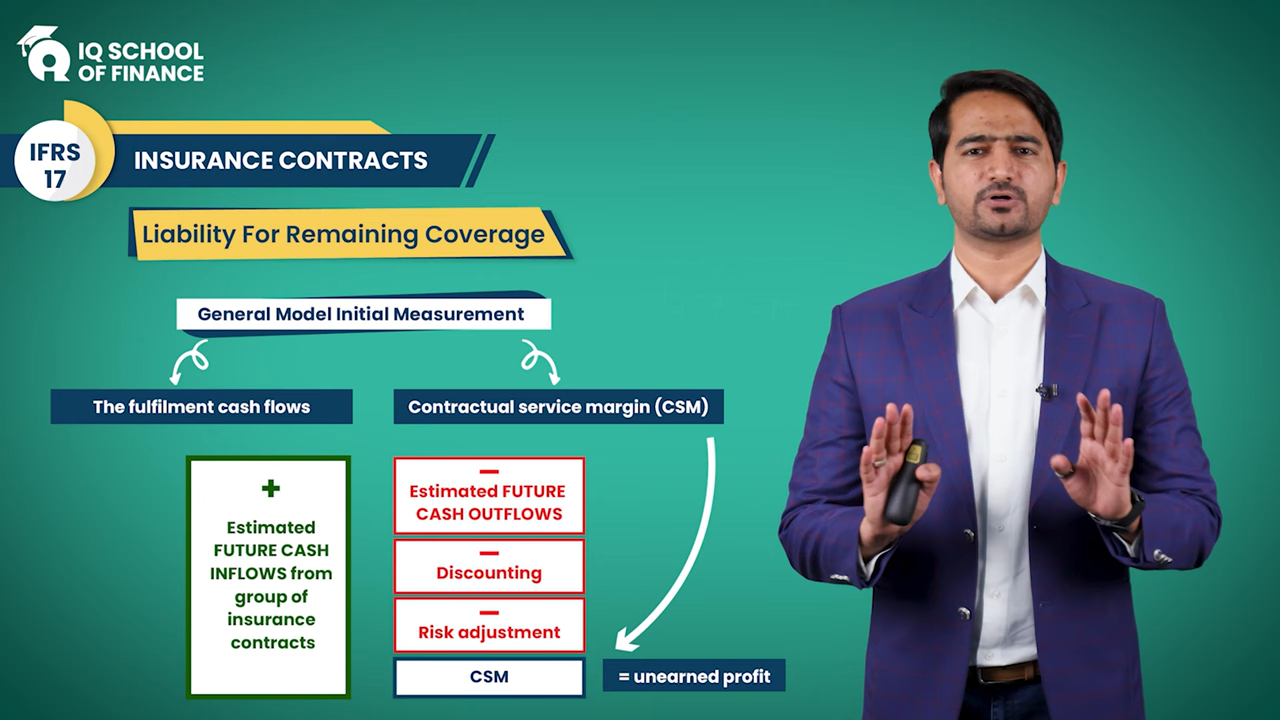 IQ SCHOOL
OF FINANCE
IFRS
17
INSURANCE CONTRACTS
Liability For Remaining Coverage
General Model Initial Measurement
The fulfilment cash flows
Contractual service margin (CSM)
+
Estimated
FUTURE CASH
INFLOWS from
group of
insurance
contracts
−
Estimated FUTURE
CASH OUTFLOWS
−
Discounting
−
Risk adjustment
CSM
= unearned profit